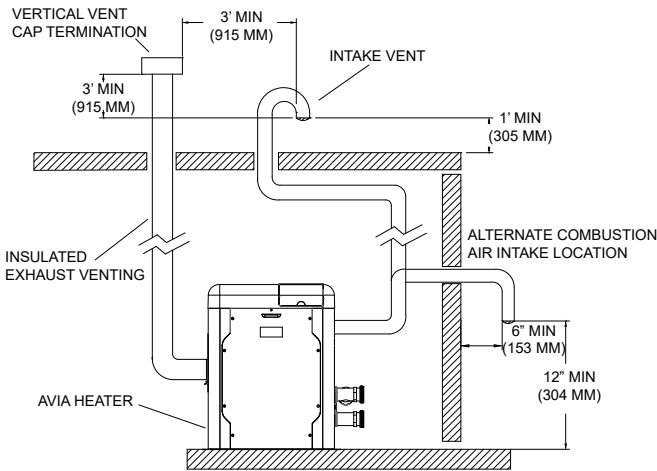 VERTICAL VENT
CAP TERMINATION
3’ MIN
(915 MM)
INTAKE VENT
3’ MIN
(915 MM)
1’ MIN
(305 MM)
INSULATED
EXHAUST VENTING
ALTERNATE COMBUSTION
AIR INTAKE LOCATION
6” MIN
(153 MM)
12” MIN
(304 MM)
AVIA HEATER